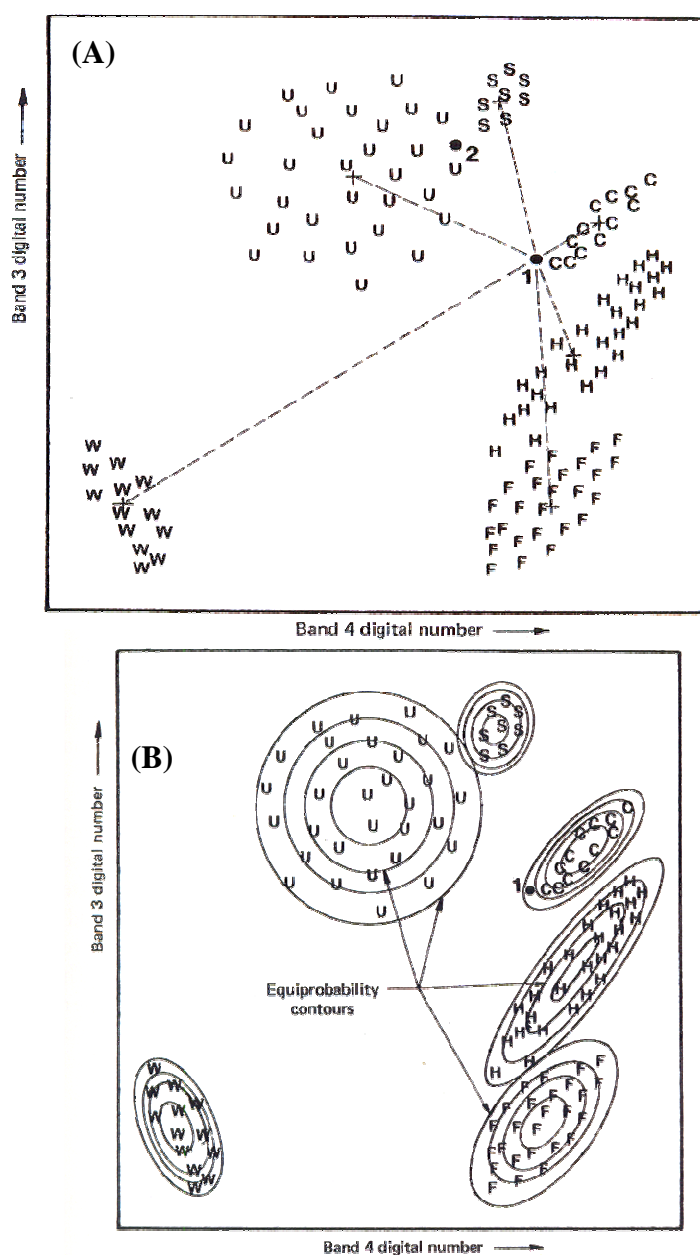 (A)
Band 3 digital number
2
1
Band 4 digital number
(B)
Band 3 digital number
1
Equiprobability
contours
Band 4 digital number